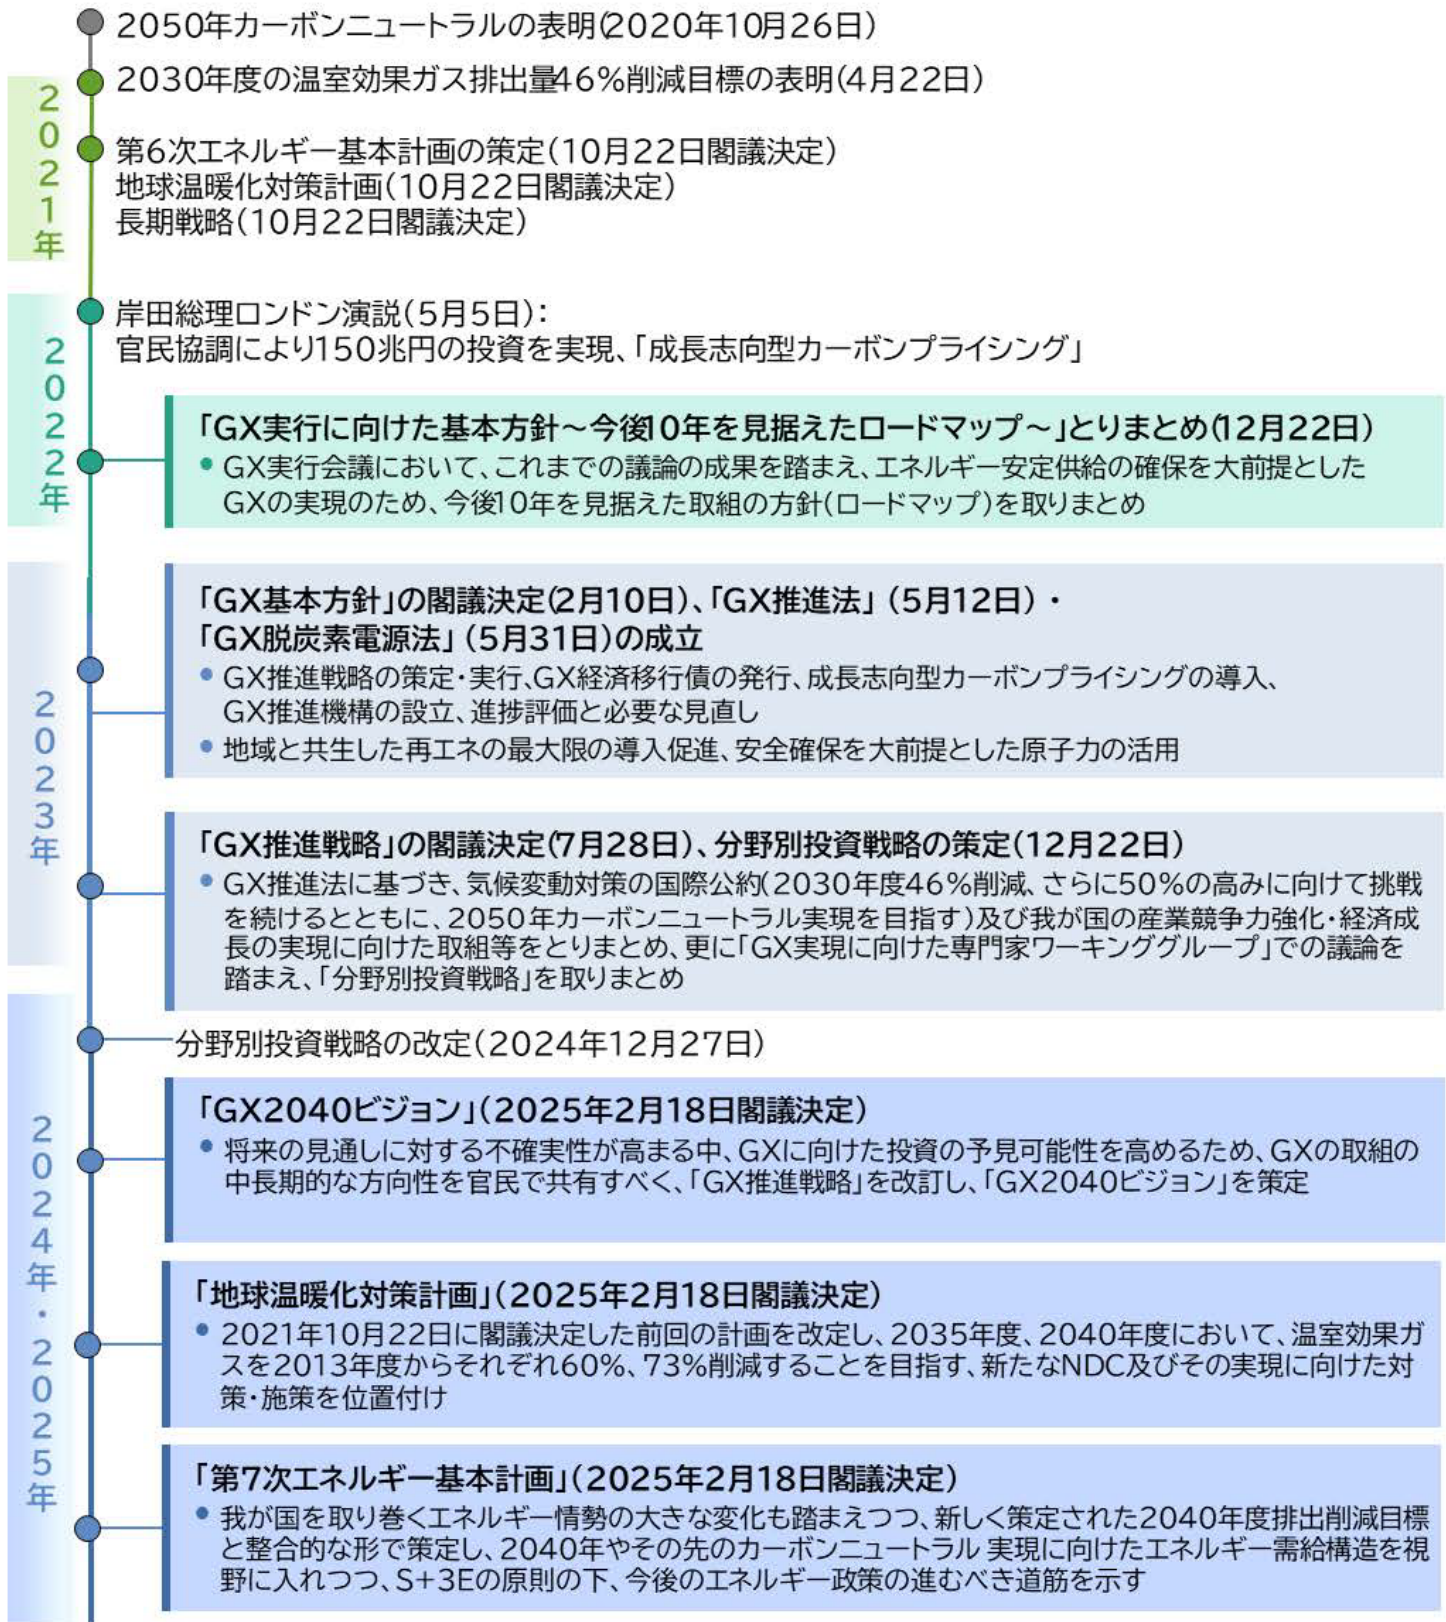 2050年カーボンニュートラルの表明(2020年10月26日)
2021年
2030年度の温室効果ガス排出量46%削減目標の表明(4月22日)
第6次エネルギー基本計画の策定(10月22日閣議決定)
地球温暖化対策計画(10月22日閣議決定)
長期戦略(10月22日閣議決定)
2022年
岸田総理ロンドン演説(5月5日):
官民協調により150兆円の投資を実現、「成長志向型カーボンプライシング」
「GX実行に向けた基本方針~今後10年を見据えたロードマップ~」とりまとめ(12月22日)
• GX実行会議において、これまでの議論の成果を踏まえ、エネルギー安定供給の確保を大前提とした
GXの実現のため、今後10年を見据えた取組の方針(ロードマップ)を取りまとめ
2023年
「GX基本方針」の閣議決定(2月10日)、「GX推進法」(5月12日)・
「GX脱炭素電源法」(5月31日)の成立
• GX推進戦略の策定・実行、GX経済移行債の発行、成長志向型カーボンプライシングの導入、
GX推進機構の設立、進捗評価と必要な見直し
• 地域と共生した再エネの最大限の導入促進、安全確保を大前提とした原子力の活用
「GX推進戦略」の閣議決定(7月28日)、分野別投資戦略の策定(12月22日)
• GX推進法に基づき、気候変動対策の国際公約(2030年度46%削減、さらに50%の高みに向けて挑戦
を続けるとともに、2050年カーボンニュートラル実現を目指す)及び我が国の産業競争力強化・経済成
長の実現に向けた取組等をとりまとめ、更に「GX実現に向けた専門家ワーキンググループ」での議論を
踏まえ、「分野別投資戦略」を取りまとめ
2024年・2025年
分野別投資戦略の改定(2024年12月27日)
「GX2040ビジョン」(2025年2月18日閣議決定)
• 将来の見通しに対する不確実性が高まる中、GXに向けた投資の予見可能性を高めるため、GXの取組の
中長期的な方向性を官民で共有すべく、「GX推進戦略」を改訂し、「GX2040ビジョン」を策定
「地球温暖化対策計画」(2025年2月18日閣議決定)
• 2021年10月22日に閣議決定した前回の計画を改定し、2035年度、2040年度において、温室効果ガ
スを2013年度からそれぞれ60%、73%削減することを目指す、新たなNDC及びその実現に向けた対
策・施策を位置付け
「第7次エネルギー基本計画」(2025年2月18日閣議決定)
• 我が国を取り巻くエネルギー情勢の大きな変化も踏まえつつ、新しく策定された2040年度排出削減目標
と整合的な形で策定し、2040年やその先のカーボンニュートラル 実現に向けたエネルギー需給構造を視
野に入れつつ、S+3Eの原則の下、今後のエネルギー政策の進むべき道筋を示す